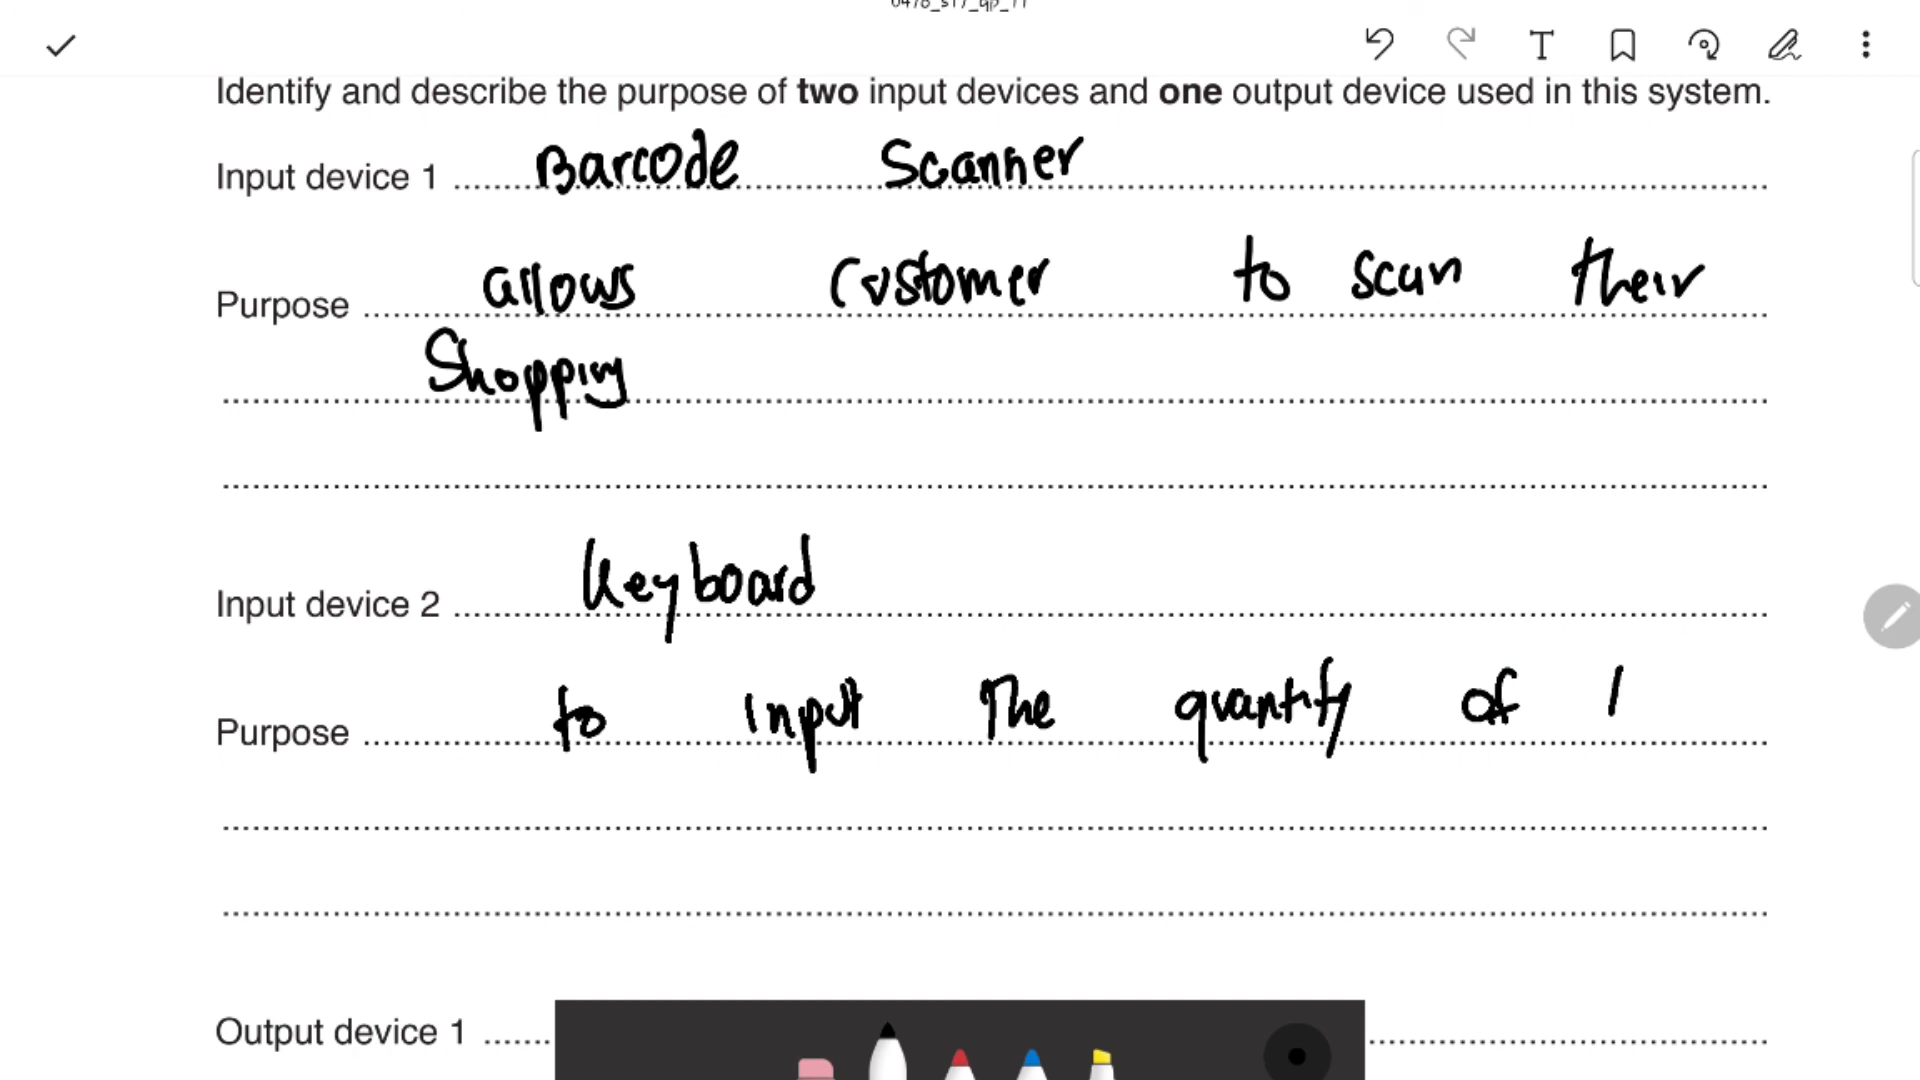 Identify and describe the purpose of two input devices and one output device used in this system.
Input device 1 Barcode Scanner
Purpose allows customer to scan their
Shopping
Input device 2 Keyboard
Purpose to input The quantity of
Output device 1